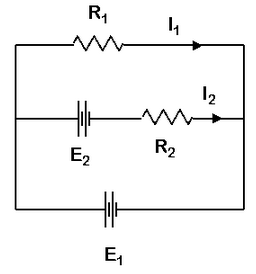 R₁ I₁
I₂
E₂ R₂
E₁